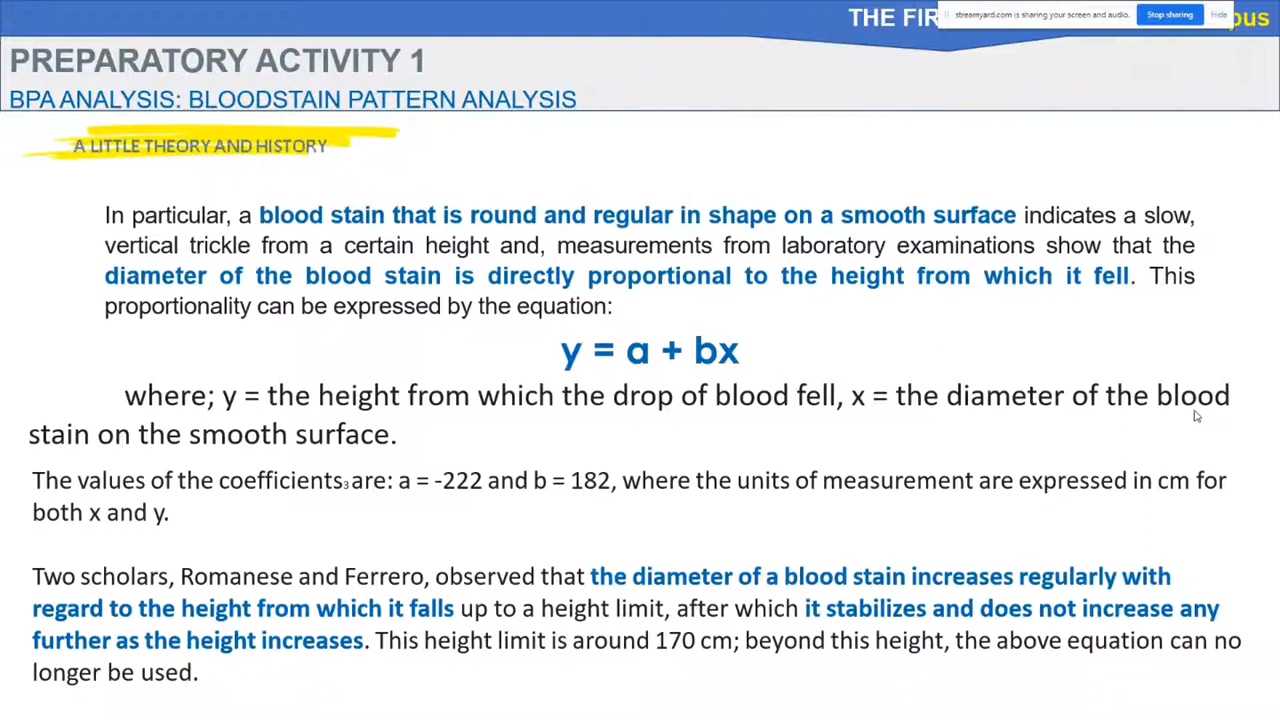 THE FIR
streamyard.com is sharing your screen and audio.
Stop sharing
Hide
pus
PREPARATORY ACTIVITY 1
BPA ANALYSIS: BLOODSTAIN PATTERN ANALYSIS
A LITTLE THEORY AND HISTORY
In particular, a blood stain that is round and regular in shape on a smooth surface indicates a slow,
vertical trickle from a certain height and, measurements from laboratory examinations show that the
diameter of the blood stain is directly proportional to the height from which it fell. This
proportionality can be expressed by the equation:
y = a + bx
where; y = the height from which the drop of blood fell, x = the diameter of the blood
stain on the smooth surface.
The values of the coefficients₃are: a = -222 and b = 182, where the units of measurement are expressed in cm for
both x and y.
Two scholars, Romanese and Ferrero, observed that the diameter of a blood stain increases regularly with
regard to the height from which it falls up to a height limit, after which it stabilizes and does not increase any
further as the height increases. This height limit is around 170 cm; beyond this height, the above equation can no
longer be used.